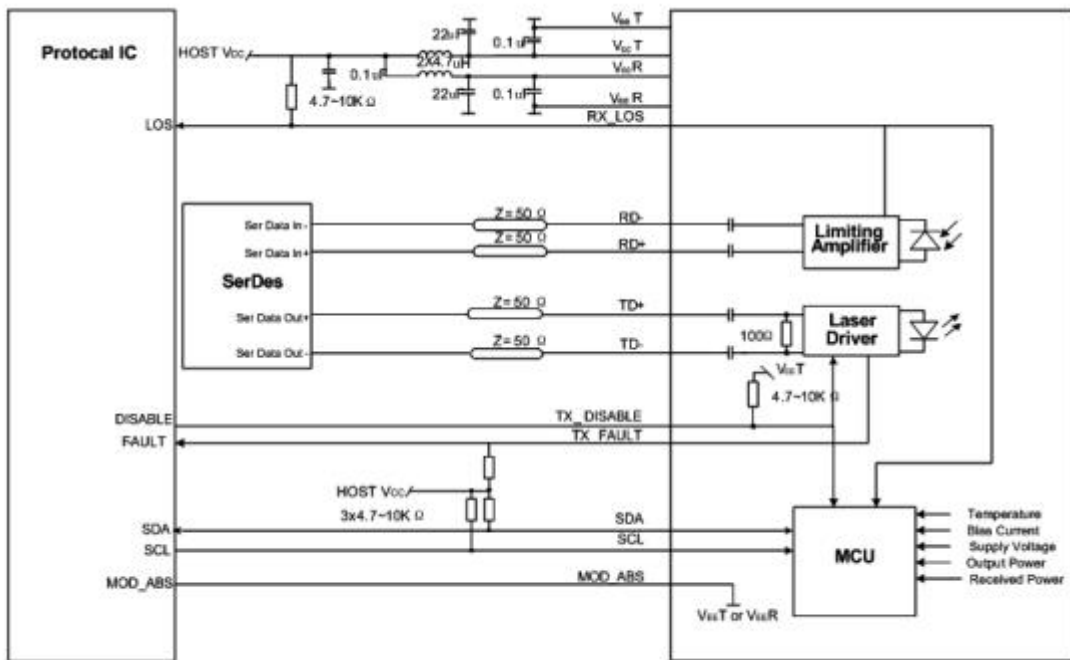 Protocal IC
HOST Vcc
22uF
0.1uF
VeeT
VccT
2X4.7uH
0.1uF
VccR
4.7~10K Ω
22uF
0.1uF
VeeR
LOS
RX_LOS
Ser Data In -
Z=50 Ω
RD-
Ser Data In +
Z=50 Ω
RD+
Limiting
Amplifier
SerDes
Ser Data Out+
Z=50 Ω
TD+
Ser Data Out-
Z=50 Ω
TD-
100Ω
Laser
Driver
4.7~10K Ω
DISABLE
TX_DISABLE
FAULT
TX_FAULT
HOST Vcc
3x4.7~10K Ω
SDA
SDA
SCL
SCL
MOD_ABS
MOD_ABS
VeeT or VeeR
MCU
Temperature
Bias Current
Supply Voltage
Output Power
Received Power